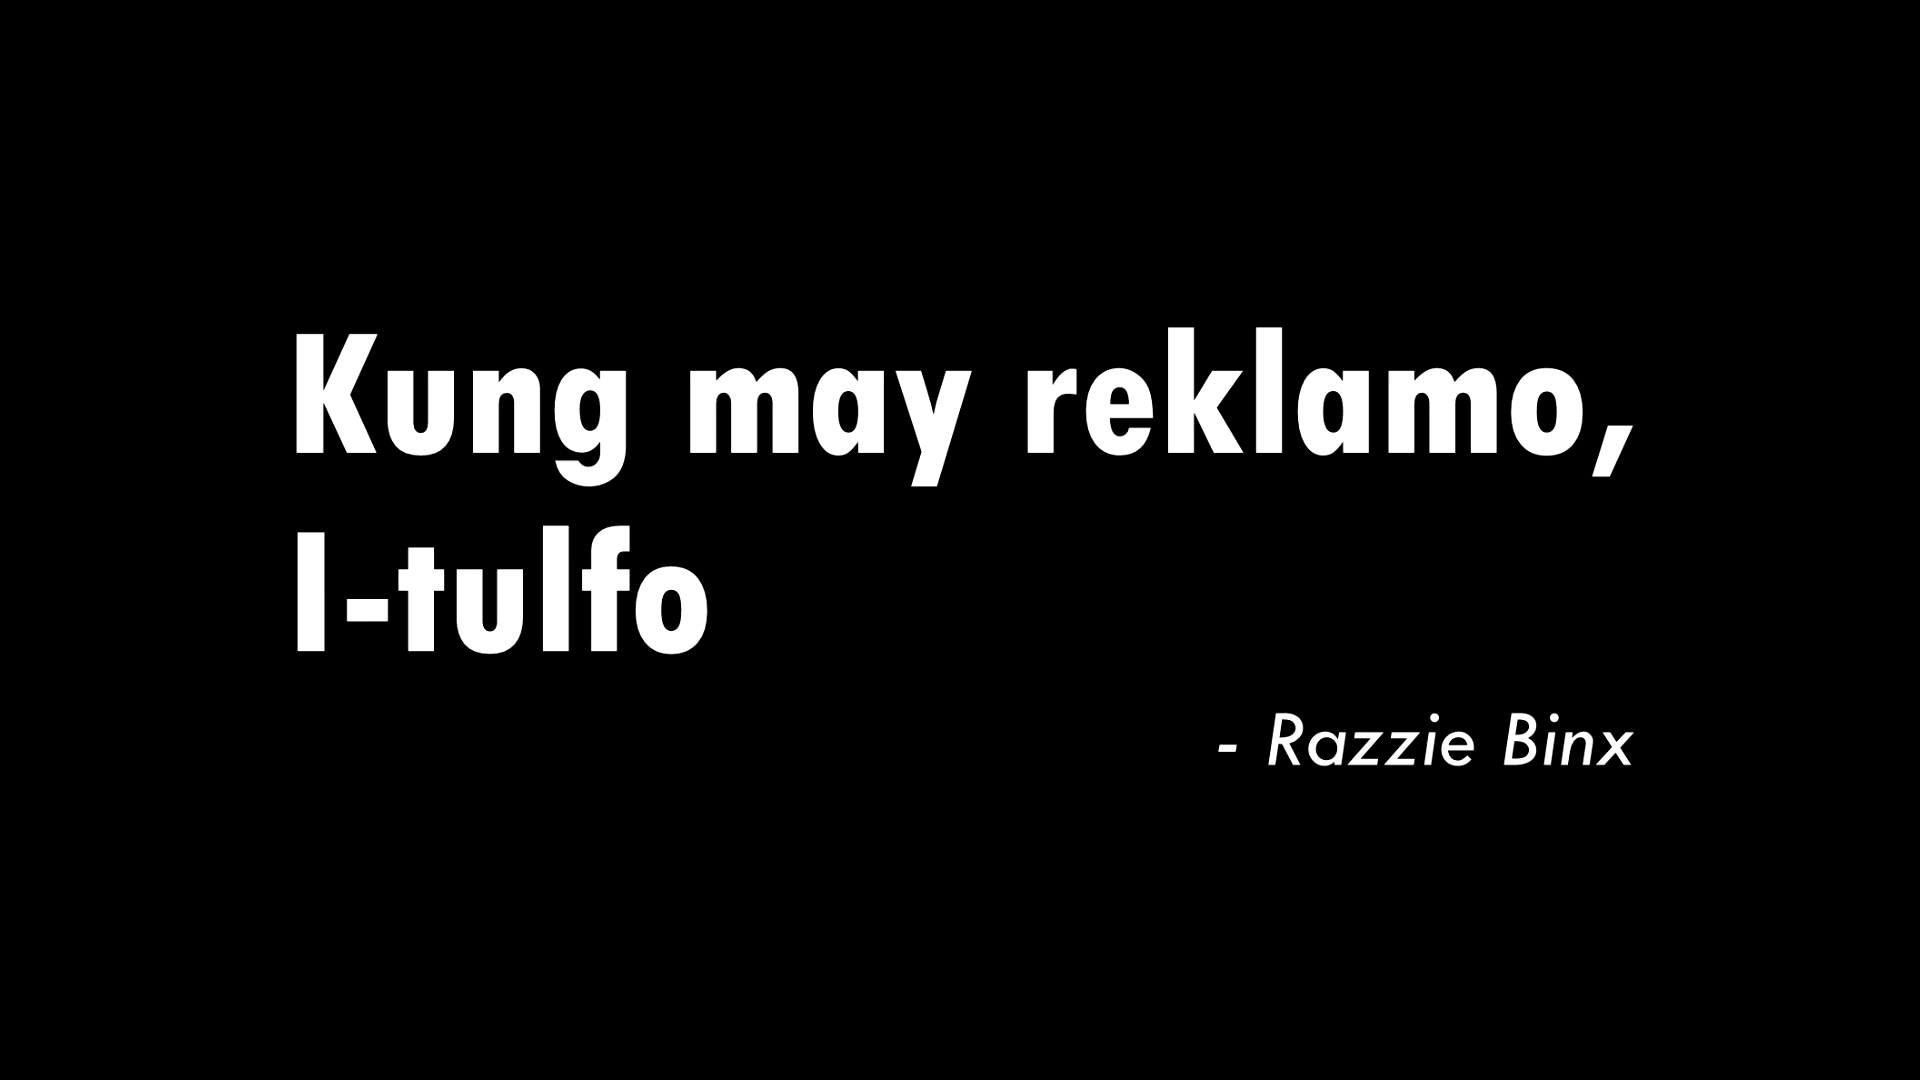 Kung may reklamo,
I-tulfo
- Razzie Binx